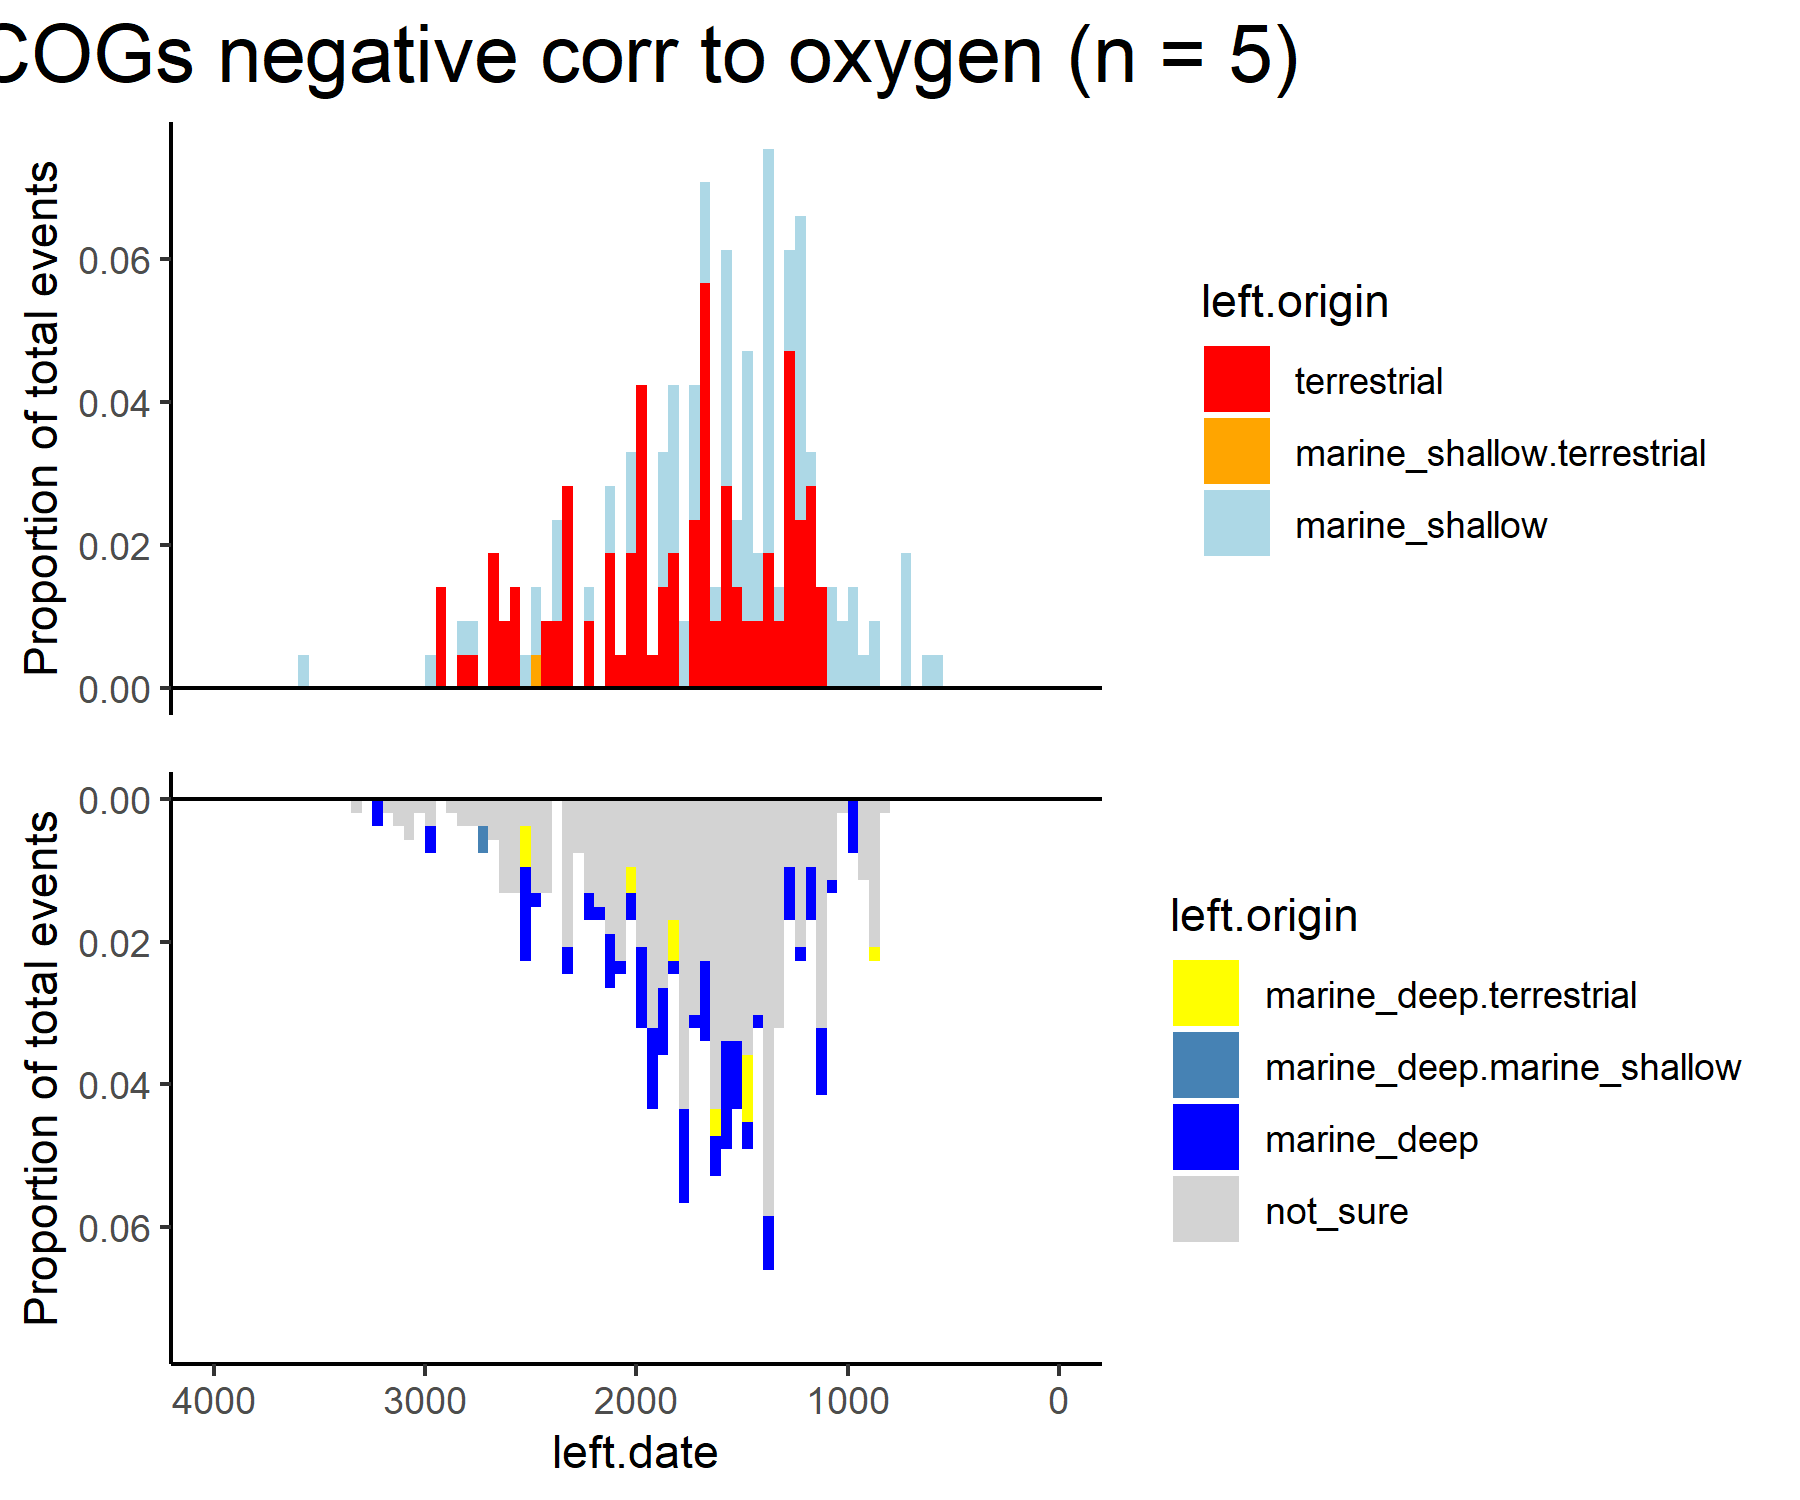 COGs negative corr to oxygen (n = 5)
Proportion of total events
0.06
0.04
0.02
0.00
left.origin
terrestrial
marine_shallow.terrestrial
marine_shallow
Proportion of total events
0.00
0.02
0.04
0.06
left.origin
marine_deep.terrestrial
marine_deep.marine_shallow
marine_deep
not_sure
4000 3000 2000 1000 0
left.date